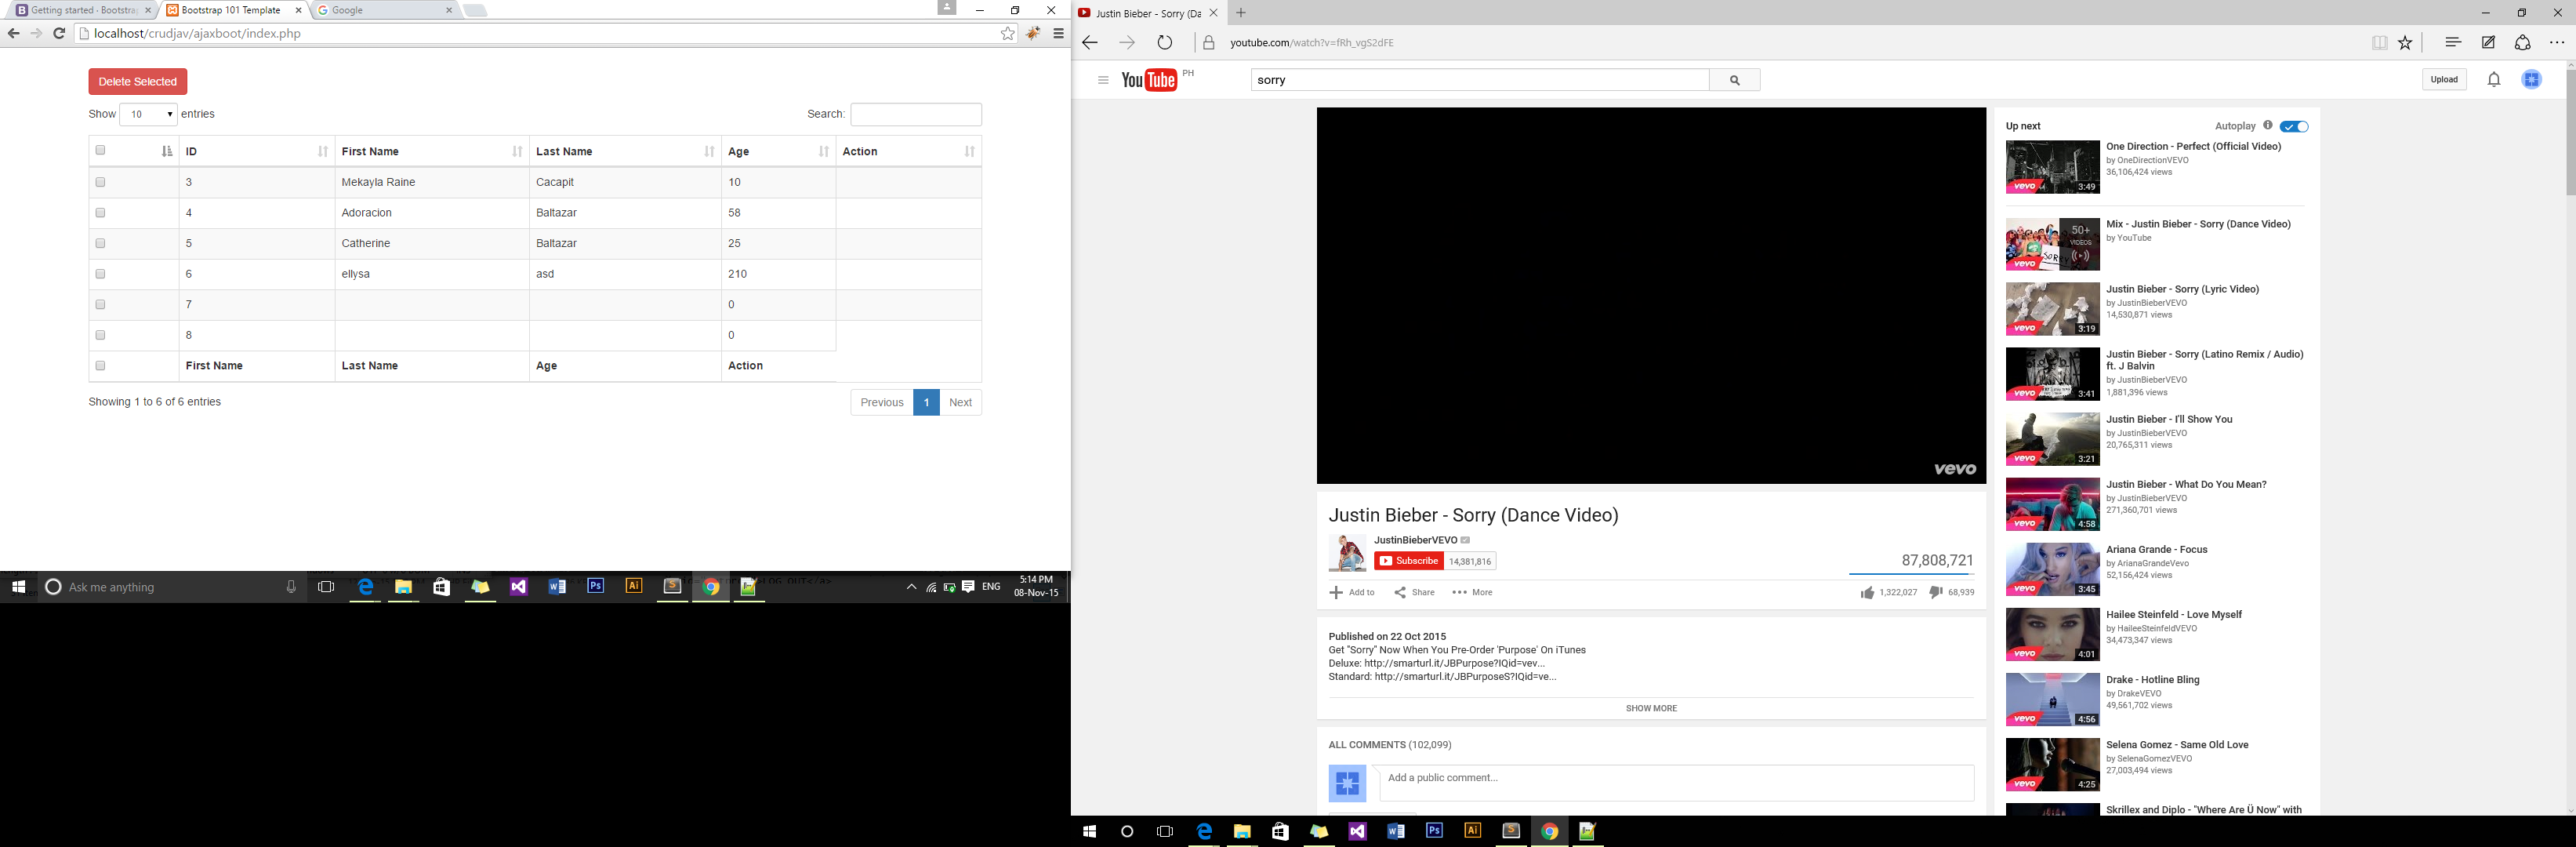 Getting started · Bootstrap
Bootstrap 101 Template
Google
localhost/crudjav/ajaxboot/index.php
Delete Selected
Show 10 entries
Search:
ID First Name Last Name Age Action
3 Mekayla Raine Cacapit 10
4 Adoracion Baltazar 58
5 Catherine Baltazar 25
6 ellysa asd 210
7 0
8 0
First Name Last Name Age Action
Showing 1 to 6 of 6 entries
Previous 1 Next
Ask me anything
ENG
5:14 PM
08-Nov-15
Justin Bieber - Sorry (Da
youtube.com/watch?v=fRh_vgS2dFE
YouTube PH
sorry
Upload
vevo
Justin Bieber - Sorry (Dance Video)
JustinBieberVEVO
Subscribe 14,381,816
87,808,721
Add to Share More
1,322,027 68,939
Published on 22 Oct 2015
Get "Sorry" Now When You Pre-Order 'Purpose' On iTunes
Deluxe: http://smarturl.it/JBPurpose?IQid=vev...
Standard: http://smarturl.it/JBPurposeS?IQid=ve...
SHOW MORE
ALL COMMENTS (102,099)
Add a public comment...
Up next
Autoplay
One Direction - Perfect (Official Video)
by OneDirectionVEVO
36,106,424 views
vevo 3:49
Mix - Justin Bieber - Sorry (Dance Video)
by YouTube
50+
VIDEOS
vevo
Justin Bieber - Sorry (Lyric Video)
by JustinBieberVEVO
14,530,871 views
vevo 3:19
Justin Bieber - Sorry (Latino Remix / Audio)
ft. J Balvin
by JustinBieberVEVO
1,881,396 views
vevo 3:41
Justin Bieber - I'll Show You
by JustinBieberVEVO
20,765,311 views
vevo 3:21
Justin Bieber - What Do You Mean?
by JustinBieberVEVO
271,360,701 views
vevo 4:58
Ariana Grande - Focus
by ArianaGrandeVevo
52,156,424 views
vevo 3:45
Hailee Steinfeld - Love Myself
by HaileeSteinfeldVEVO
34,473,347 views
vevo 4:01
Drake - Hotline Bling
by DrakeVEVO
49,561,702 views
vevo 4:56
Selena Gomez - Same Old Love
by SelenaGomezVEVO
27,003,494 views
vevo 4:25
Skrillex and Diplo - "Where Are Ü Now" with